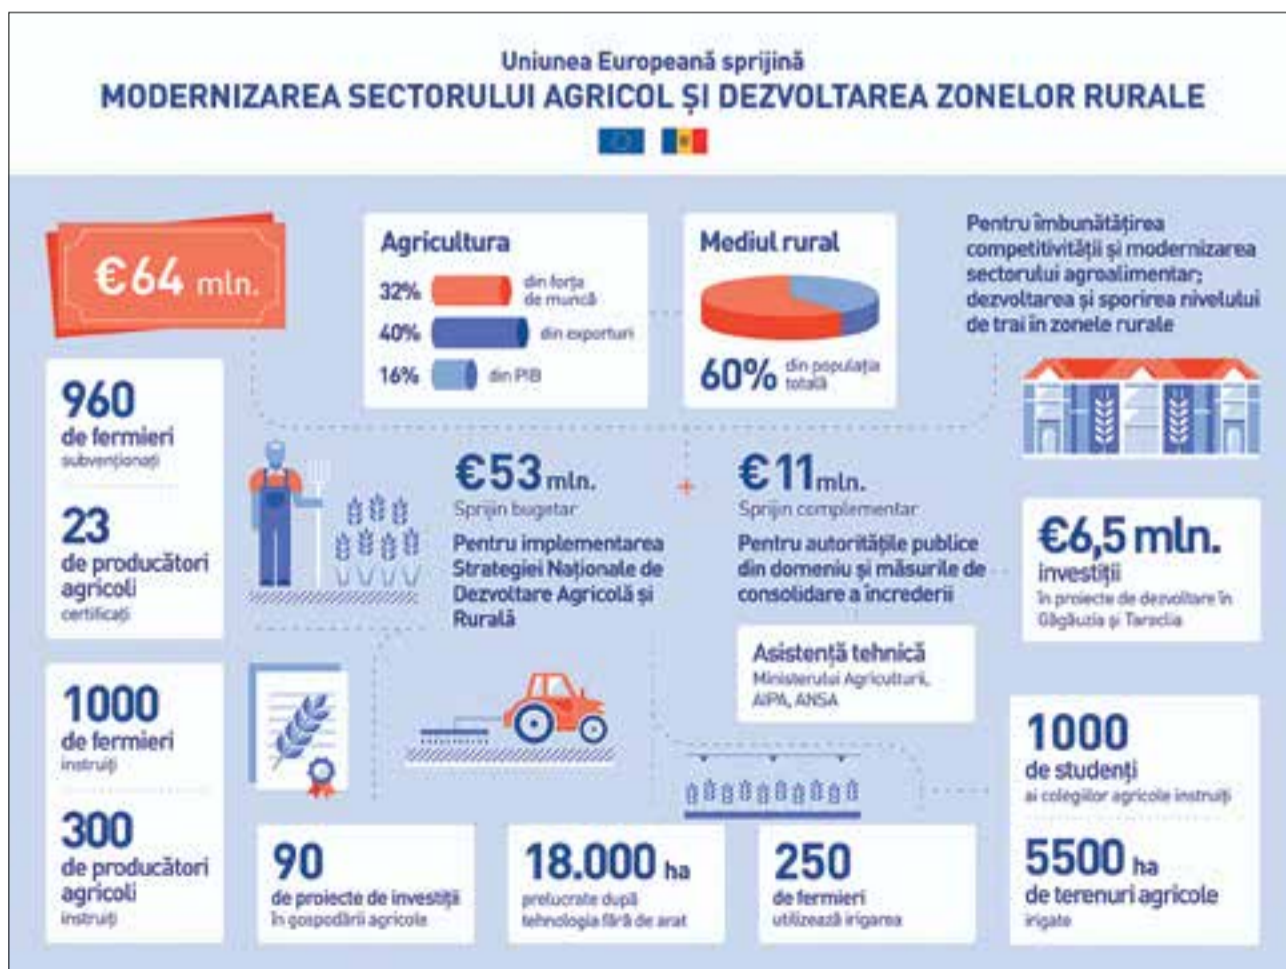 Uniunea Europeană sprijină
MODERNIZAREA SECTORULUI AGRICOL ȘI DEZVOLTAREA ZONELOR RURALE
€64 mln.
Agricultura
32% din forța
de muncă
40% din exporturi
16% din PIB
Mediul rural
60% din populația
totală
Pentru îmbunătățirea
competitivității și modernizarea
sectorului agroalimentar;
dezvoltarea și sporirea nivelului
de trai în zonele rurale
960
de fermieri
subvenționați
23
de producători
agricoli
certificați
€53 mln.
Sprijin bugetar
Pentru implementarea
Strategiei Naționale de
Dezvoltare Agricolă și
Rurală
+
€11 mln.
Sprijin complementar
Pentru autoritățile publice
din domeniu și măsurile de
consolidare a încrederii
Asistență tehnică
Ministerului Agriculturii,
AIPA, ANSA
€6,5 mln.
investiții
în proiecte de dezvoltare în
Găgăuzia și Taraclia
1000
de fermieri
instruiți
300
de producători
agricoli
instruiți
90
de proiecte de investiții
în gospodării agricole
18.000 ha
prelucrate după
tehnologia fără de arat
250
de fermieri
utilizează irigarea
1000
de studenți
ai colegiilor agricole instruiți
5500 ha
de terenuri agricole
irigate